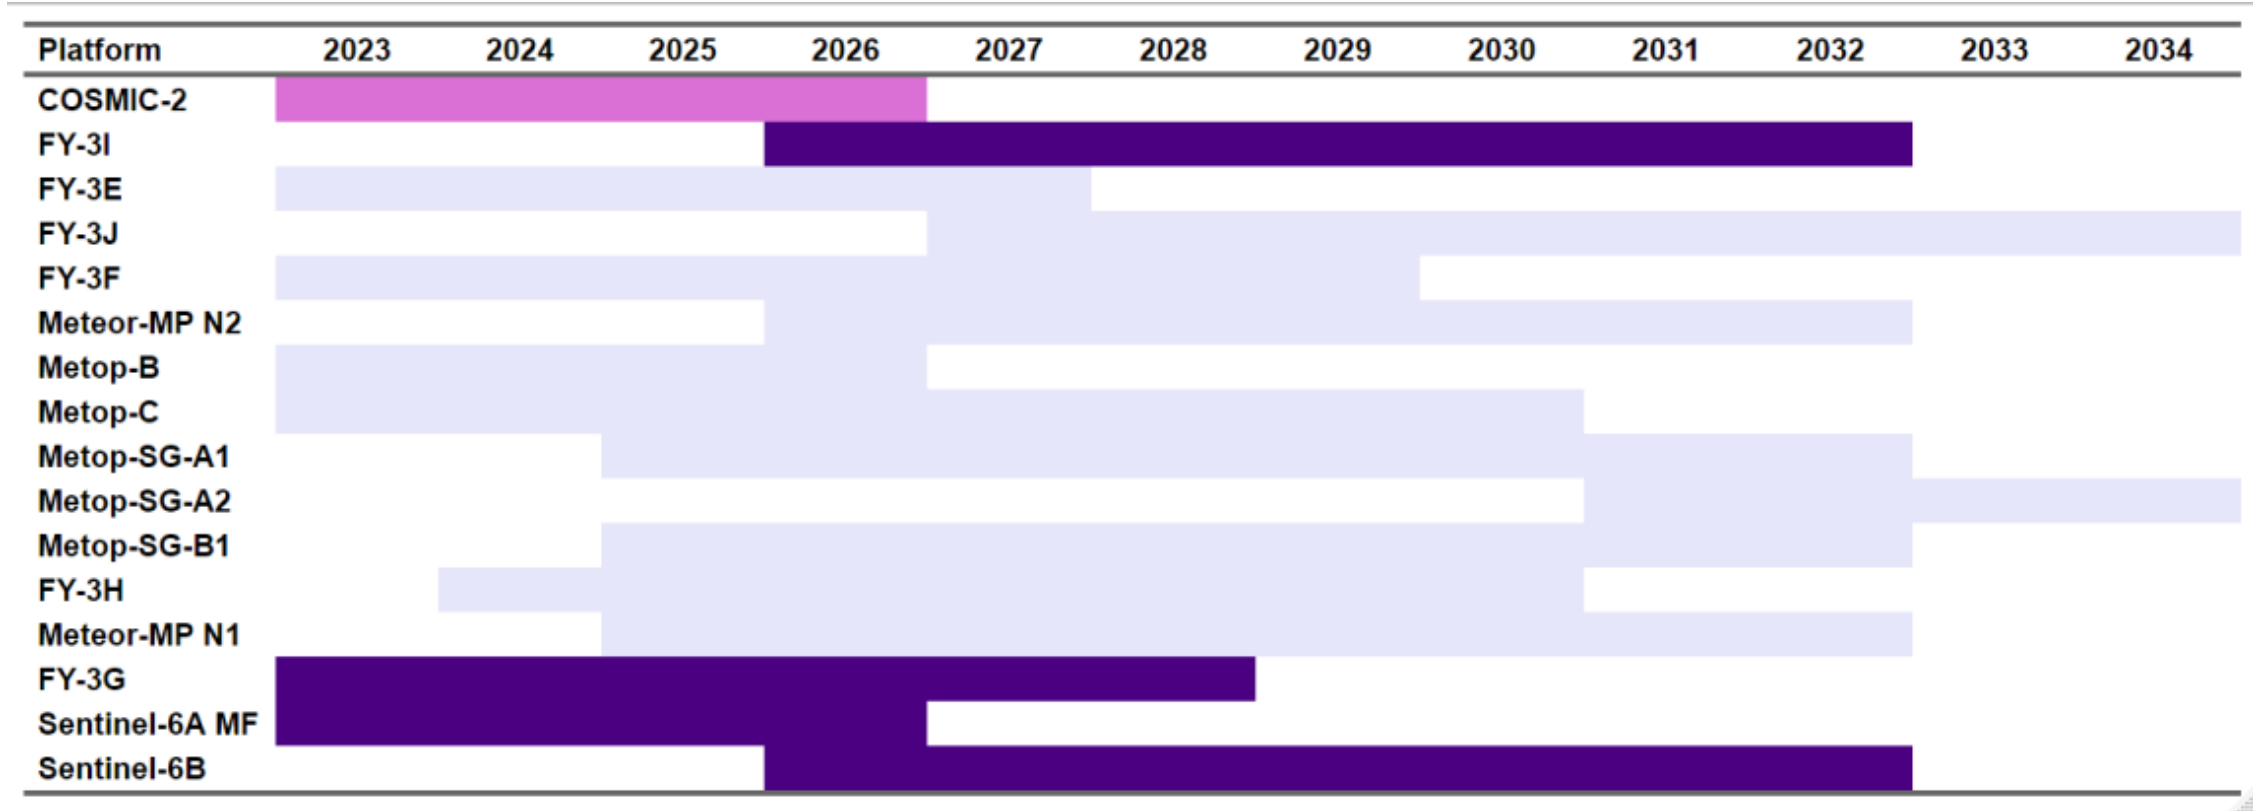 Platform 2023 2024 2025 2026 2027 2028 2029 2030 2031 2032 2033 2034
COSMIC-2
FY-3I
FY-3E
FY-3J
FY-3F
Meteor-MP N2
Metop-B
Metop-C
Metop-SG-A1
Metop-SG-A2
Metop-SG-B1
FY-3H
Meteor-MP N1
FY-3G
Sentinel-6A MF
Sentinel-6B